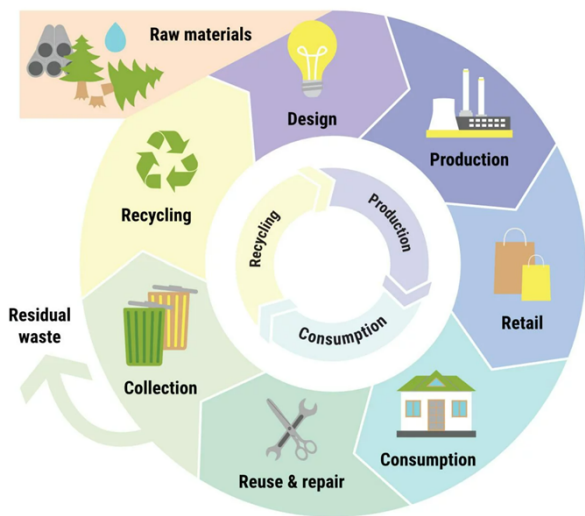 Raw materials
Design
Production
Retail
Consumption
Reuse & repair
Collection
Residual
waste
Recycling
Production
Consumption
Recycling